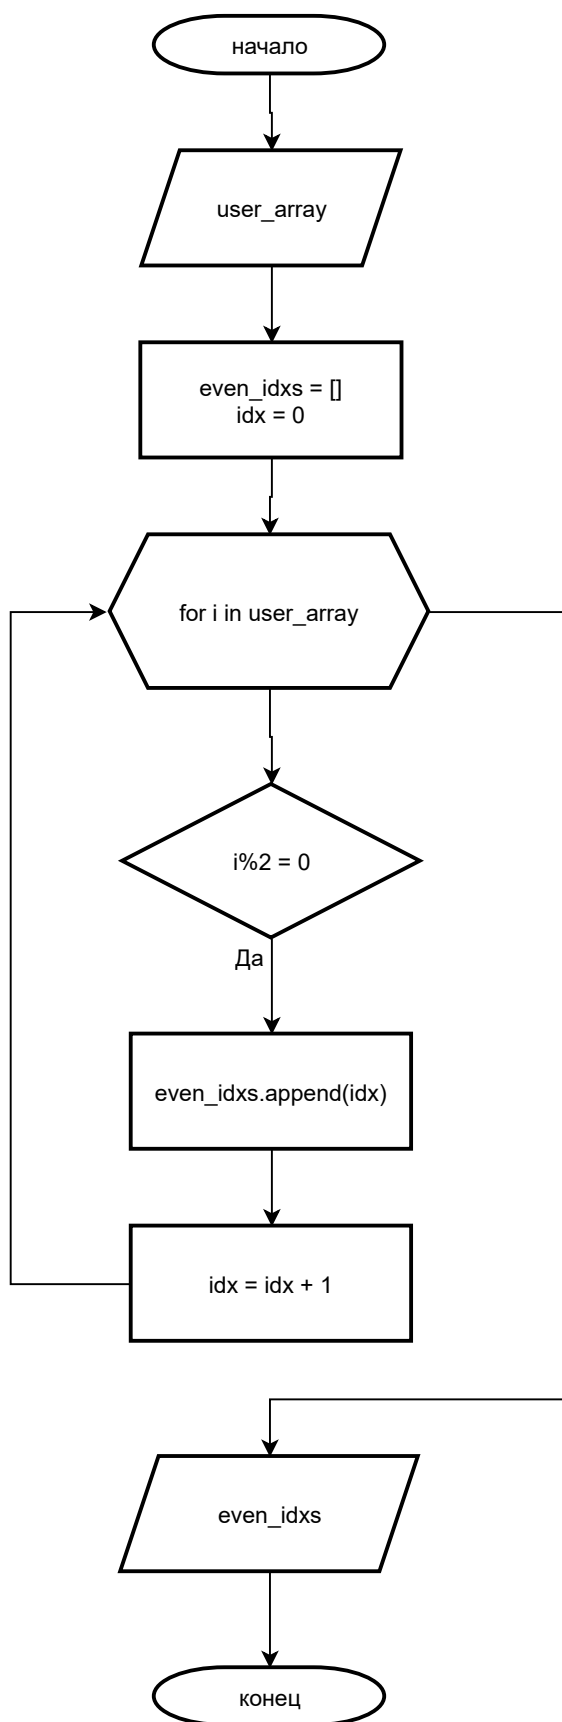 начало
user_array
even_idxs = []
idx = 0
for i in user_array
i%2 = 0
Да
even_idxs.append(idx)
idx = idx + 1
even_idxs
конец